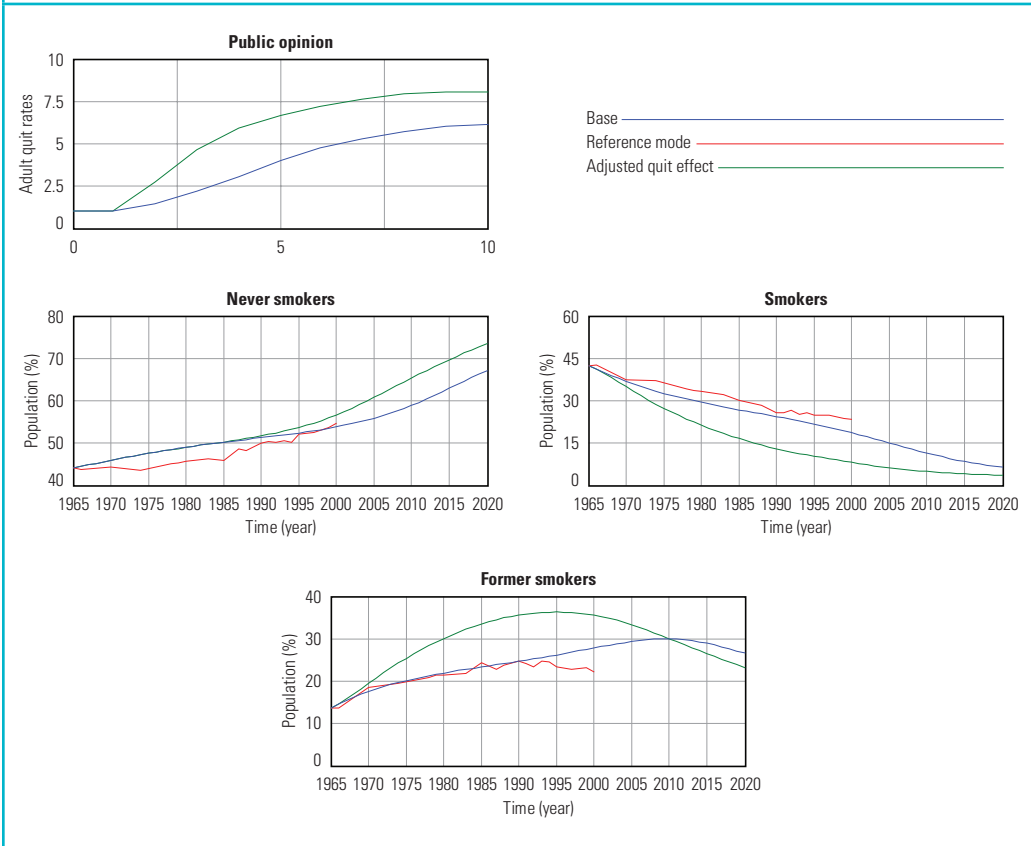 Public opinion
Adult quit rates
10
7.5
5
2.5
0
0 5 10
Base
Reference mode
Adjusted quit effect
Never smokers
Population (%)
80
70
60
50
40
1965 1970 1975 1980 1985 1990 1995 2000 2005 2010 2015 2020
Time (year)
Smokers
Population (%)
60
45
30
15
0
1965 1970 1975 1980 1985 1990 1995 2000 2005 2010 2015 2020
Time (year)
Former smokers
Population (%)
40
30
20
10
0
1965 1970 1975 1980 1985 1990 1995 2000 2005 2010 2015 2020
Time (year)